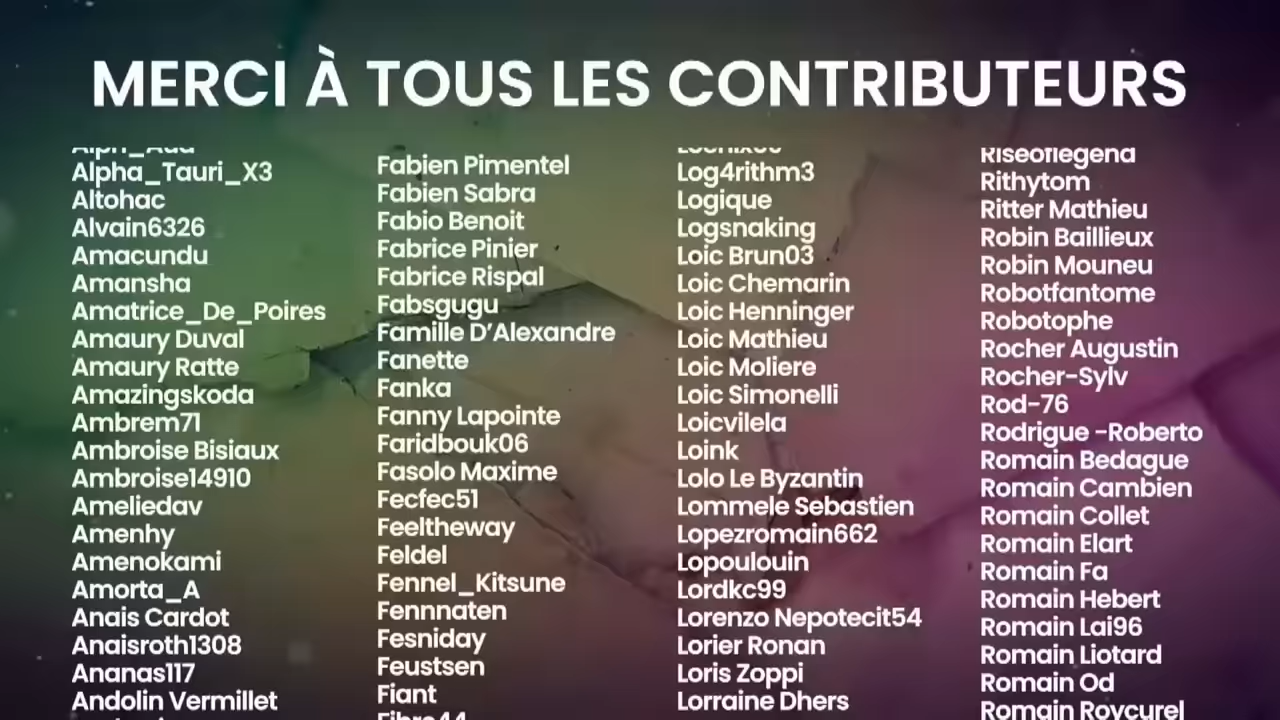 MERCI À TOUS LES CONTRIBUTEURS
Alpha_Tauri_X3
Altohac
Alvain6326
Amacundu
Amansha
Amatrice_De_Poires
Amaury Duval
Amaury Ratte
Amazingskoda
Ambrem71
Ambroise Bisiaux
Ambroise14910
Ameliedav
Amenhy
Amenokami
Amorta_A
Anais Cardot
Anaisroth1308
Ananas117
Andolin Vermillet
Fabien Pimentel
Fabien Sabra
Fabio Benoit
Fabrice Pinier
Fabrice Rispal
Fabsgugu
Famille D’Alexandre
Fanette
Fanka
Fanny Lapointe
Faridbouk06
Fasolo Maxime
Fecfec51
Feeltheway
Feldel
Fennel_Kitsune
Fennnaten
Fesniday
Feustsen
Fiant
Log4rithm3
Logique
Logsnaking
Loic Brun03
Loic Chemarin
Loic Henninger
Loic Mathieu
Loic Moliere
Loic Simonelli
Loicvilela
Loink
Lolo Le Byzantin
Lommele Sebastien
Lopezromain662
Lopoulouin
Lordkc99
Lorenzo Nepotecit54
Lorier Ronan
Loris Zoppi
Lorraine Dhers
Riseoflegend
Rithytom
Ritter Mathieu
Robin Baillieux
Robin Mouneu
Robotfantome
Robotophe
Rocher Augustin
Rocher-Sylv
Rod-76
Rodrigue -Roberto
Romain Bedague
Romain Cambien
Romain Collet
Romain Elart
Romain Fa
Romain Hebert
Romain Lai96
Romain Liotard
Romain Od
Romain Roycurel